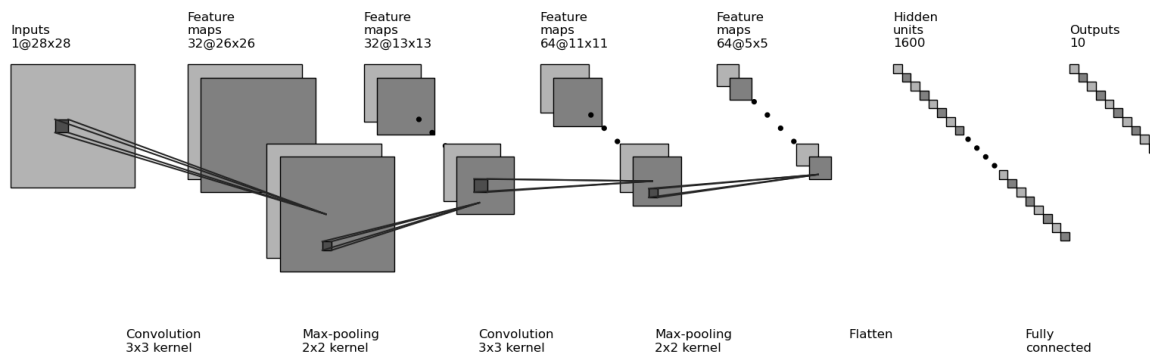 Inputs
1@28x28
Feature
maps
32@26x26
Feature
maps
32@13x13
Feature
maps
64@11x11
Feature
maps
64@5x5
Hidden
units
1600
Outputs
10
Convolution
3x3 kernel
Max-pooling
2x2 kernel
Convolution
3x3 kernel
Max-pooling
2x2 kernel
Flatten
Fully
connected